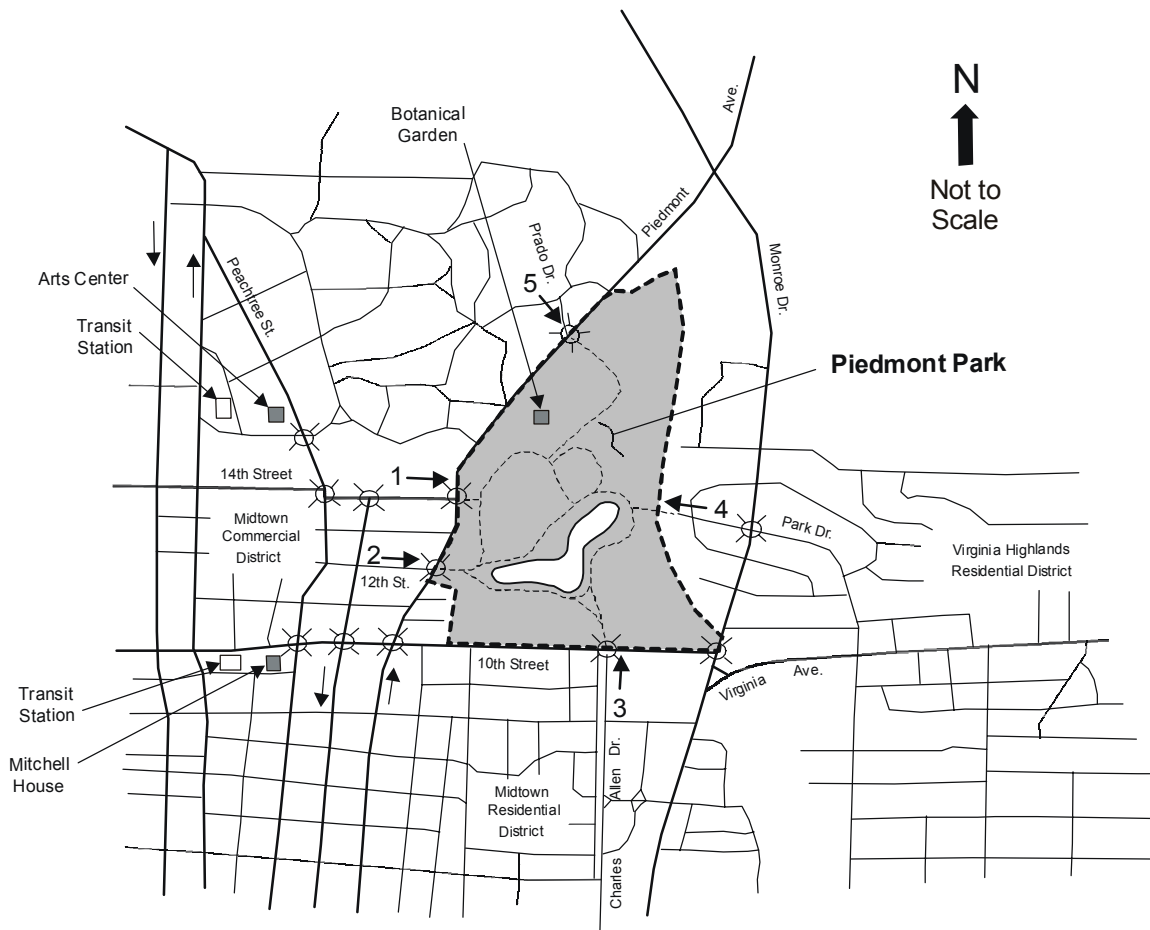 N
Not to
Scale
Botanical
Garden
Ave.
Piedmont
Prado Dr.
Monroe Dr.
Arts Center
Peachtree St.
5
Transit
Station
Piedmont Park
14th Street
1
4
Park Dr.
Midtown
Commercial
District
2
12th St.
Virginia Highlands
Residential District
10th Street
Virginia Ave.
Transit
Station
3
Mitchell
House
Midtown
Residential
District
Charles Allen Dr.